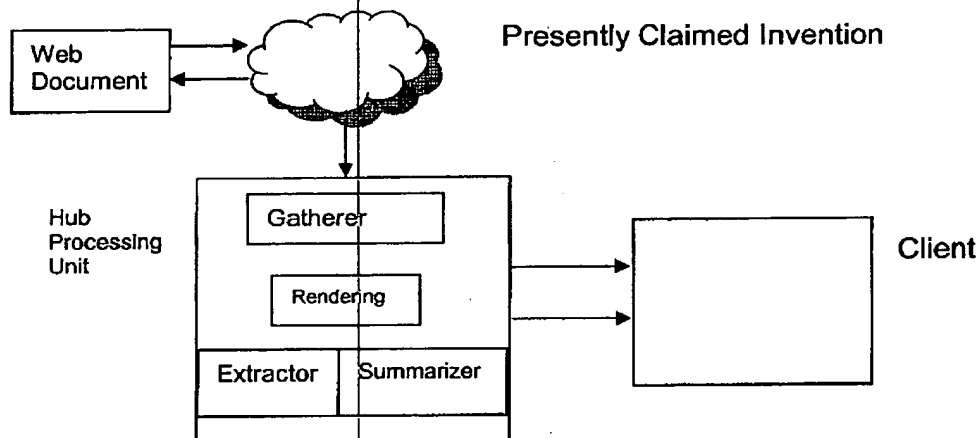 Presently Claimed Invention
Web
Document
Hub
Processing
Unit
Gatherer
Rendering
Extractor
Summarizer
Client